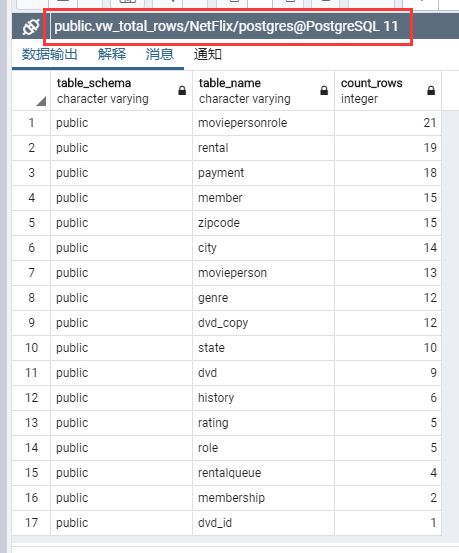 public.vw_total_rows/NetFlix/postgres@PostgreSQL 11
数据输出 解释 消息 通知
table_schema table_name count_rows
character varying character varying integer
1 public moviepersonrole 21
2 public rental 19
3 public payment 18
4 public member 15
5 public zipcode 15
6 public city 14
7 public movieperson 13
8 public genre 12
9 public dvd_copy 12
10 public state 10
11 public dvd 9
12 public history 6
13 public rating 5
14 public role 5
15 public rentalqueue 4
16 public membership 2
17 public dvd_id 1